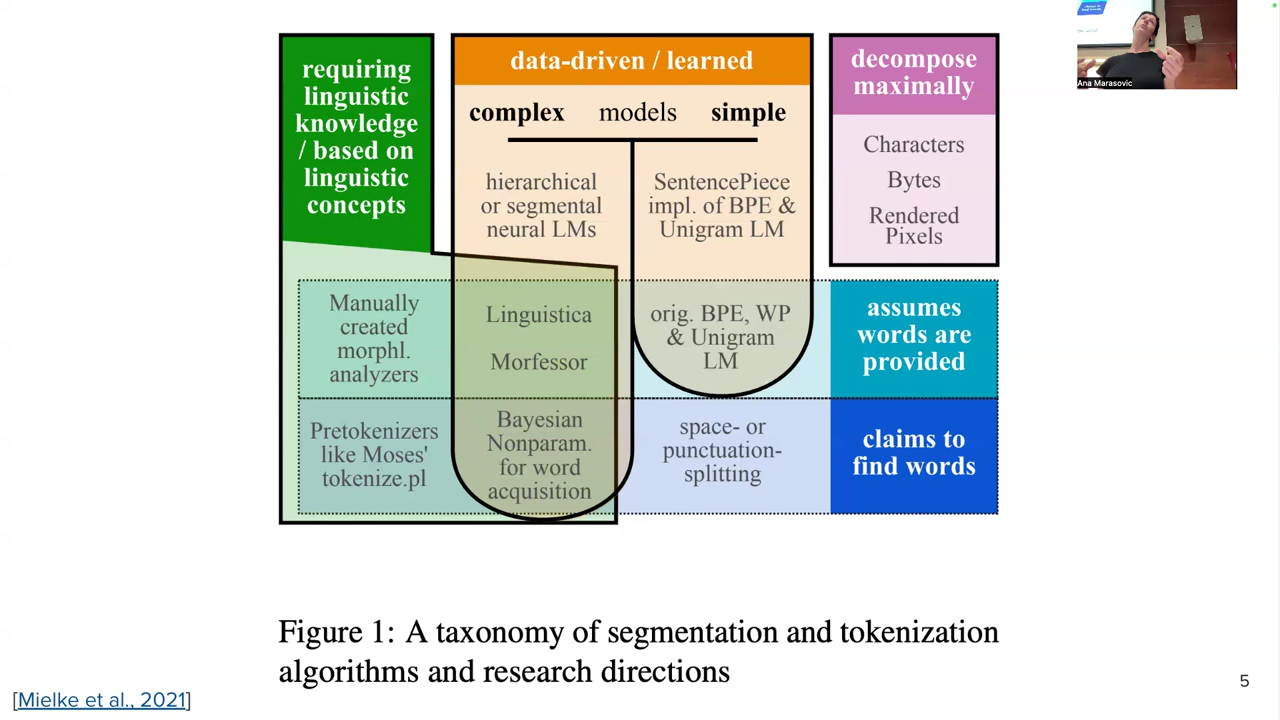 requiring
linguistic
knowledge
/ based on
linguistic
concepts
data-driven / learned
complex models simple
hierarchical
or segmental
neural LMs
SentencePiece
impl. of BPE &
Unigram LM
decompose
maximally
Characters
Bytes
Rendered
Pixels
Manually
created
morphl.
analyzers
Linguistica
Morfessor
orig. BPE, WP
& Unigram
LM
assumes
words are
provided
Pretokenizers
like Moses'
tokenize.pl
Bayesian
Nonparam.
for word
acquisition
space- or
punctuation-
splitting
claims to
find words
Figure 1: A taxonomy of segmentation and tokenization
algorithms and research directions
[Mielke et al., 2021]
5
Ana Marasovic